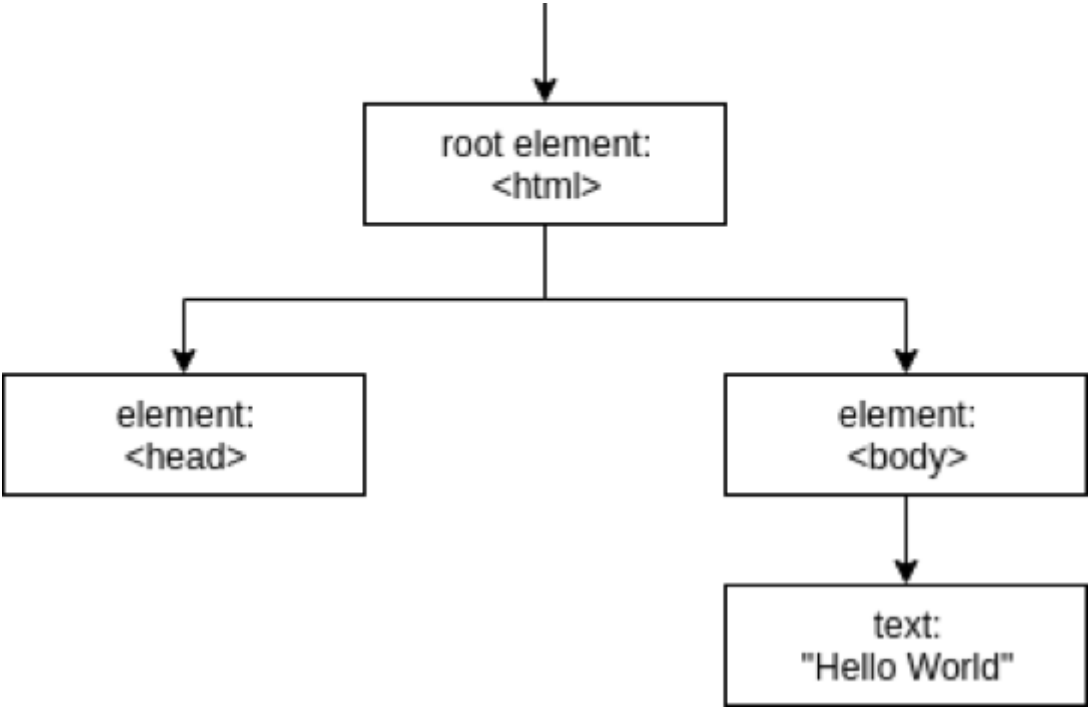 root element:
<html>
element:
<head>
element:
<body>
text:
"Hello World"